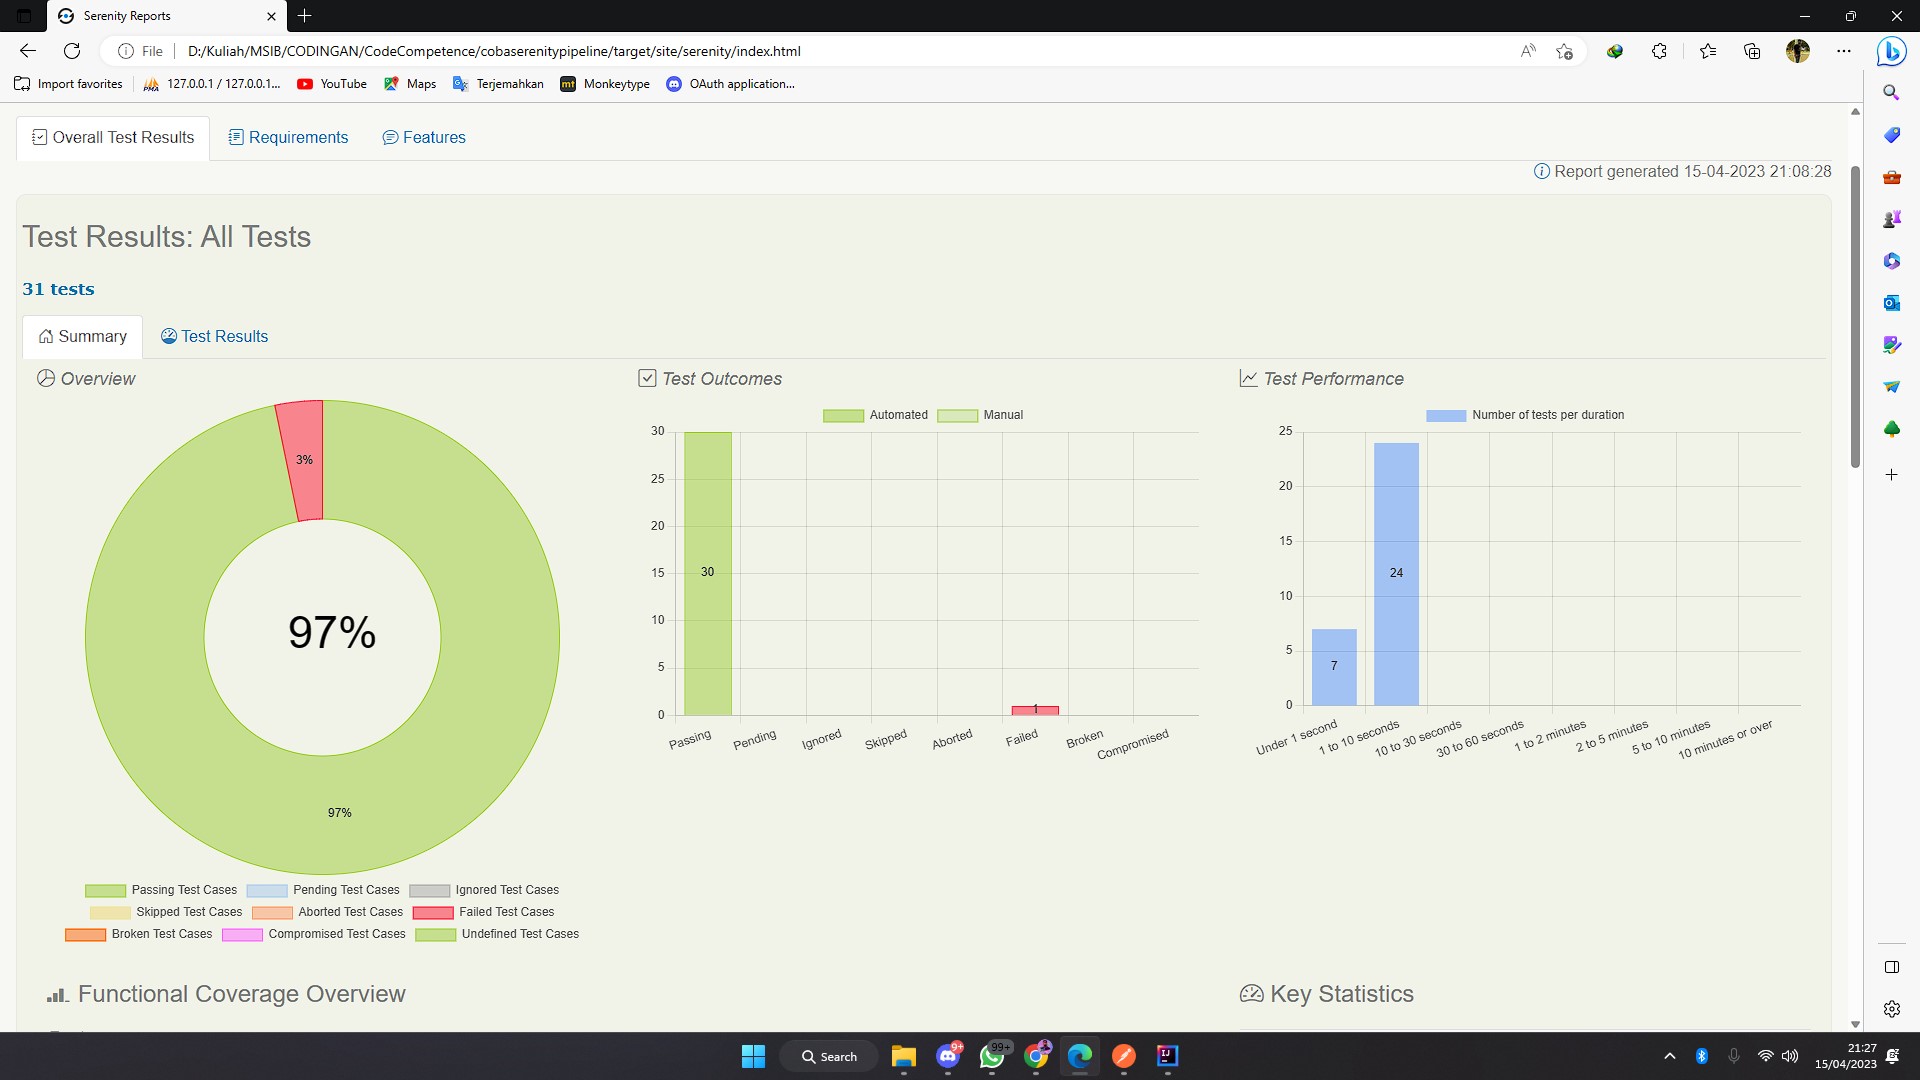 Serenity Reports
File D:/Kuliah/MSIB/CODINGAN/CodeCompetence/cobaserenitypipeline/target/site/serenity/index.html
Import favorites 127.0.0.1 / 127.0.0.1... YouTube Maps Terjemahkan mt Monkeytype OAuth application...
Overall Test Results Requirements Features
Report generated 15-04-2023 21:08:28
Test Results: All Tests
31 tests
Summary Test Results
Overview
3%
97%
97%
Passing Test Cases Pending Test Cases Ignored Test Cases
Skipped Test Cases Aborted Test Cases Failed Test Cases
Broken Test Cases Compromised Test Cases Undefined Test Cases
Test Outcomes
Automated Manual
30
25
20
15
10
5
0
30
1
Passing Pending Ignored Skipped Aborted Failed Broken Compromised
Test Performance
Number of tests per duration
25
20
15
10
5
0
7
24
Under 1 second 1 to 10 seconds 10 to 30 seconds 30 to 60 seconds 1 to 2 minutes 2 to 5 minutes 5 to 10 minutes 10 minutes or over
Functional Coverage Overview
Key Statistics
Search 9+ 99+
21:27
15/04/2023